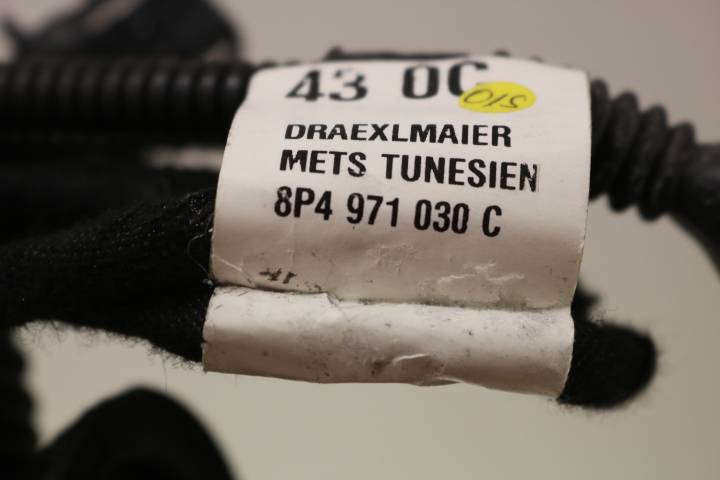 43 0C
DRAEXLMAIER
METS TUNESIEN
8P4 971 030 C